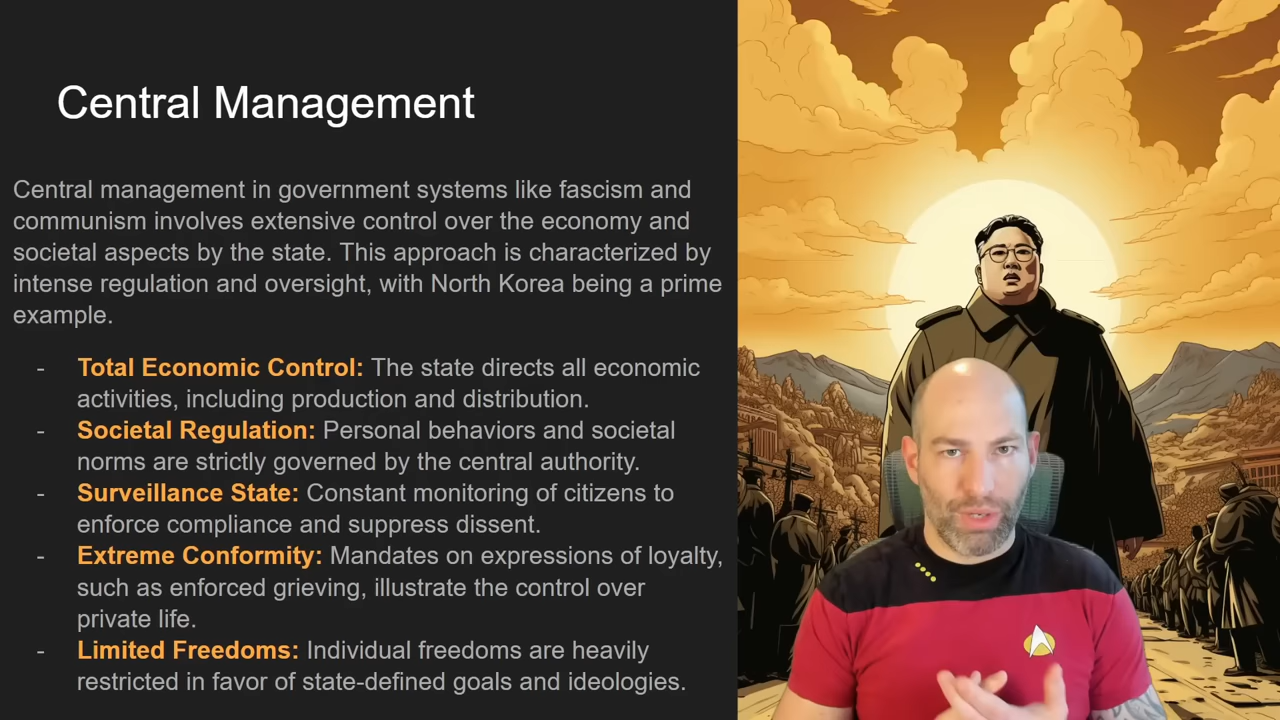 Central Management
Central management in government systems like fascism and
communism involves extensive control over the economy and
societal aspects by the state. This approach is characterized by
intense regulation and oversight, with North Korea being a prime
example.
- Total Economic Control: The state directs all economic
activities, including production and distribution.
- Societal Regulation: Personal behaviors and societal
norms are strictly governed by the central authority.
- Surveillance State: Constant monitoring of citizens to
enforce compliance and suppress dissent.
- Extreme Conformity: Mandates on expressions of loyalty,
such as enforced grieving, illustrate the control over
private life.
- Limited Freedoms: Individual freedoms are heavily
restricted in favor of state-defined goals and ideologies.